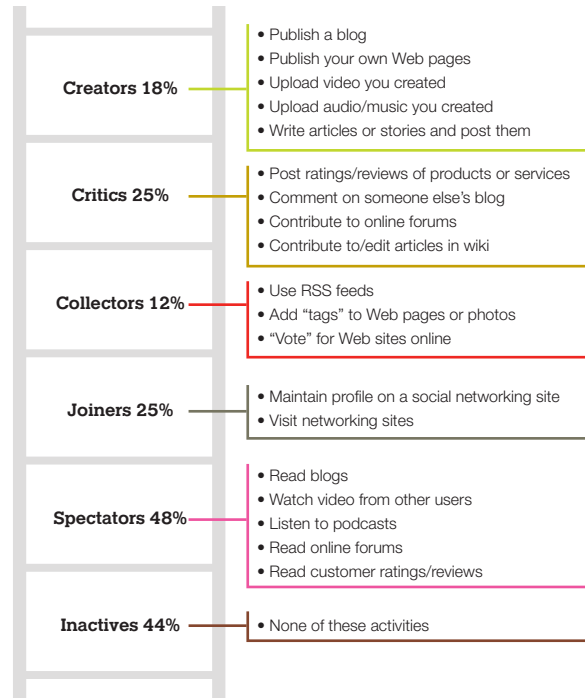 Creators 18%
• Publish a blog
• Publish your own Web pages
• Upload video you created
• Upload audio/music you created
• Write articles or stories and post them
Critics 25%
• Post ratings/reviews of products or services
• Comment on someone else’s blog
• Contribute to online forums
• Contribute to/edit articles in wiki
Collectors 12%
• Use RSS feeds
• Add “tags” to Web pages or photos
• “Vote” for Web sites online
Joiners 25%
• Maintain profile on a social networking site
• Visit networking sites
Spectators 48%
• Read blogs
• Watch video from other users
• Listen to podcasts
• Read online forums
• Read customer ratings/reviews
Inactives 44%
• None of these activities